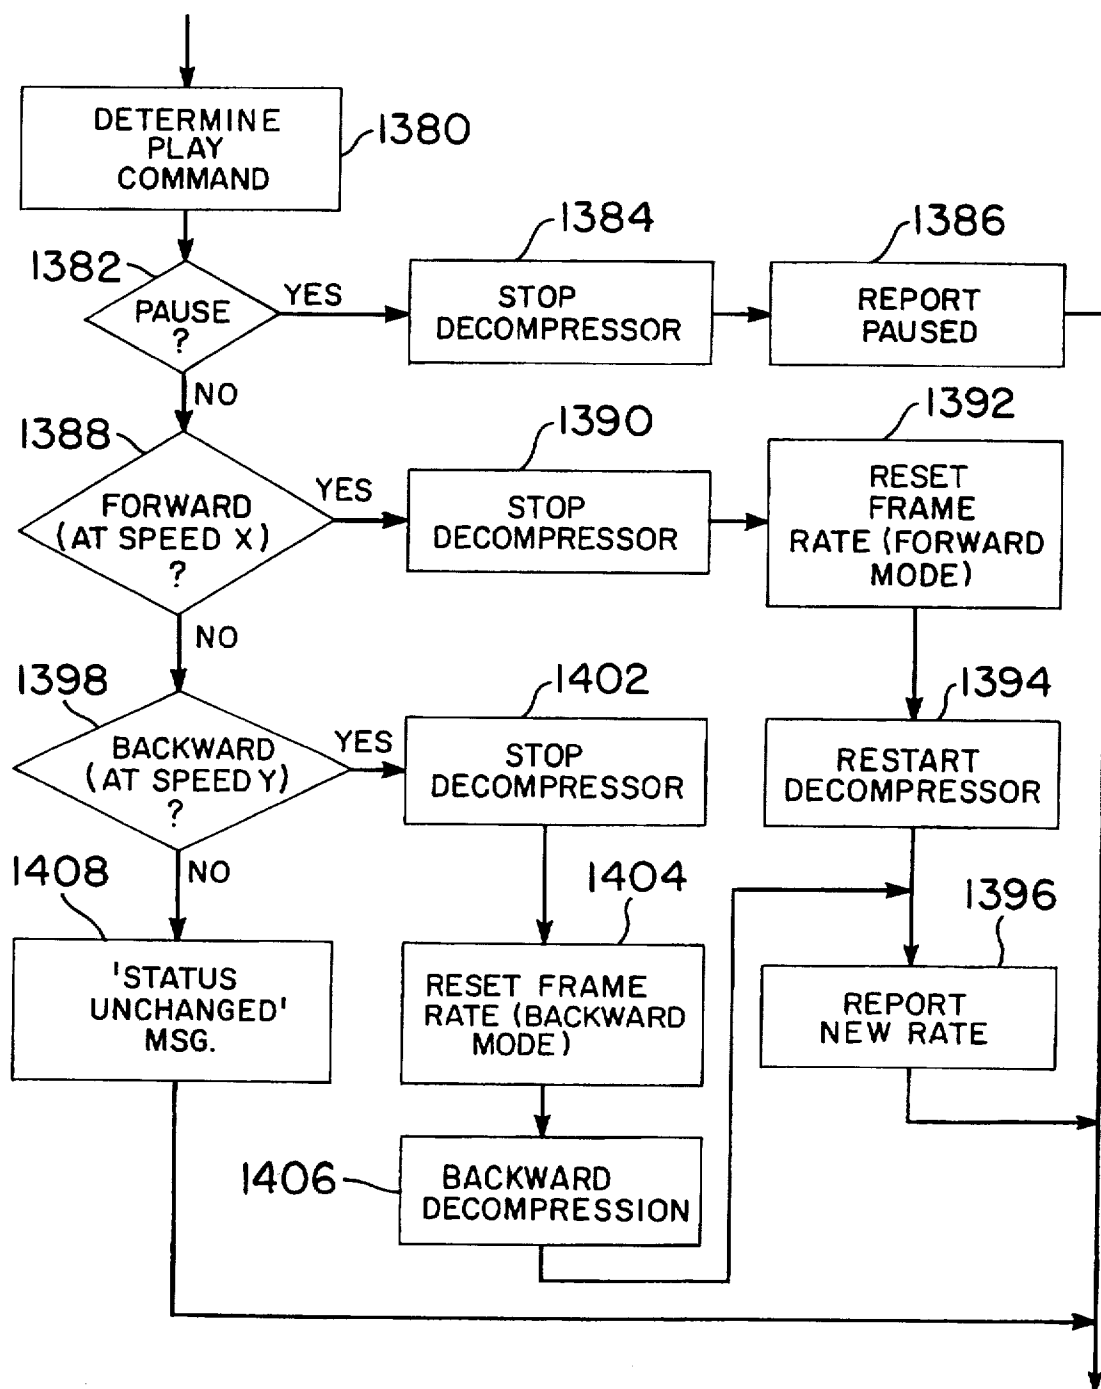 DETERMINE
PLAY
COMMAND
1380
1382
PAUSE
?
YES
NO
1384
STOP
DECOMPRESSOR
1386
REPORT
PAUSED
1388
FORWARD
(AT SPEED X)
?
YES
NO
1390
STOP
DECOMPRESSOR
1392
RESET
FRAME
RATE (FORWARD
MODE)
1394
RESTART
DECOMPRESSOR
1396
REPORT
NEW RATE
1398
BACKWARD
(AT SPEED Y)
?
YES
NO
1402
STOP
DECOMPRESSOR
1404
RESET FRAME
RATE (BACKWARD
MODE)
1406
BACKWARD
DECOMPRESSION
1408
'STATUS
UNCHANGED'
MSG.